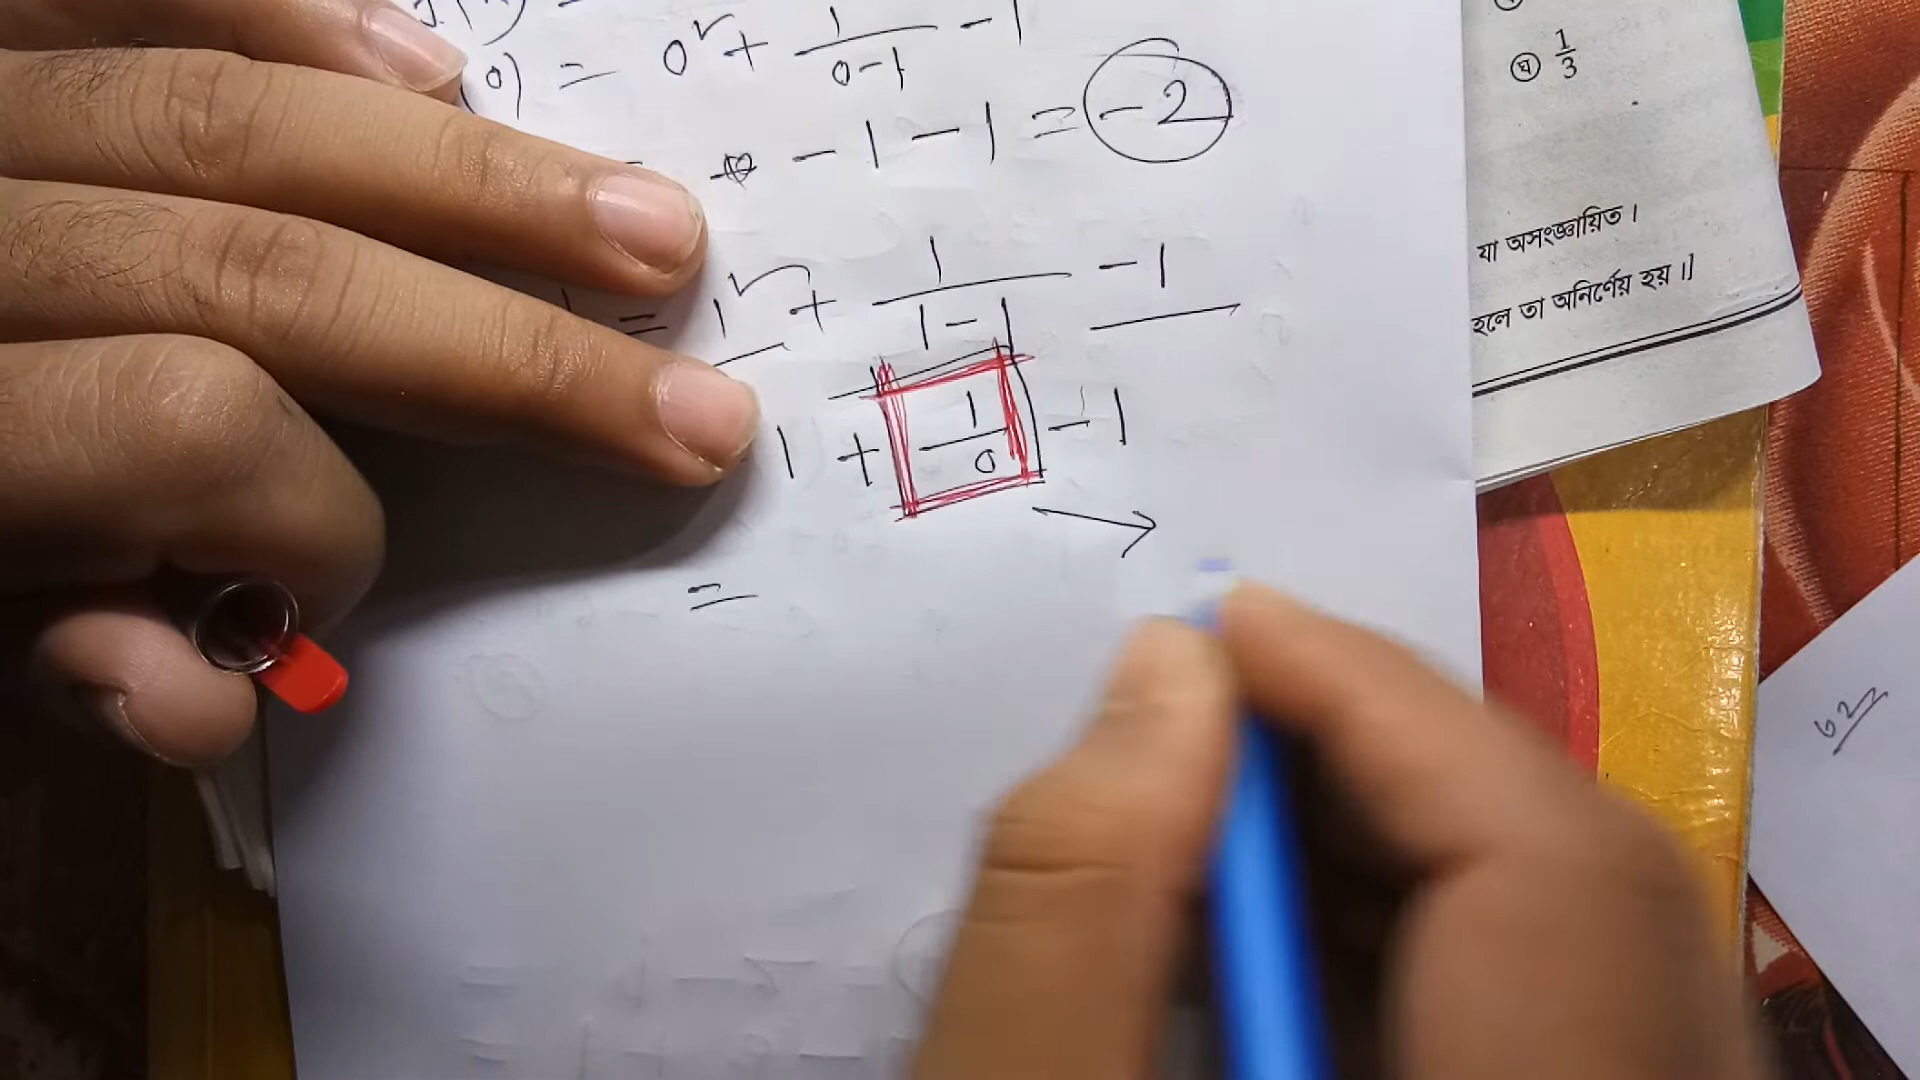 (0) = 0² + 1/(0-1) - 1
- 1 - 1 = -2
= 1² + 1/(1-1) - 1
1 + 1/0 - 1
=
ঘ 1/3
যা অসংজ্ঞায়িত।
হলে তা অনির্ণেয় হয়।]